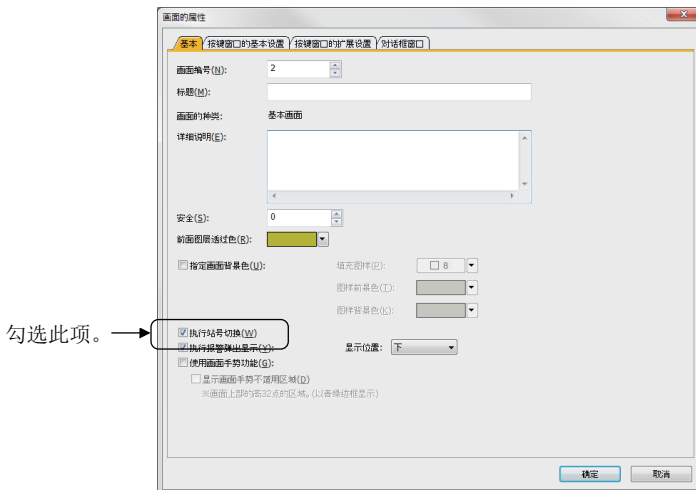 画面的属性
基本 按键窗口的基本设置 按键窗口的扩展设置 对话框窗口
画面编号(N): 2
标题(M):
画面的种类: 基本画面
详细说明(E):
安全(S): 0
前面图层透过色(R):
指定画面背景色(U): 填充图样(P): 8
图样前景色(T):
图样背景色(K):
勾选此项。
执行站号切换(W)
执行报警弹出显示(Y): 显示位置: 下
使用画面手势功能(G):
显示画面手势不适用区域(D)
※画面上部的高32点的区域。(以青绿边框显示)
确定 取消